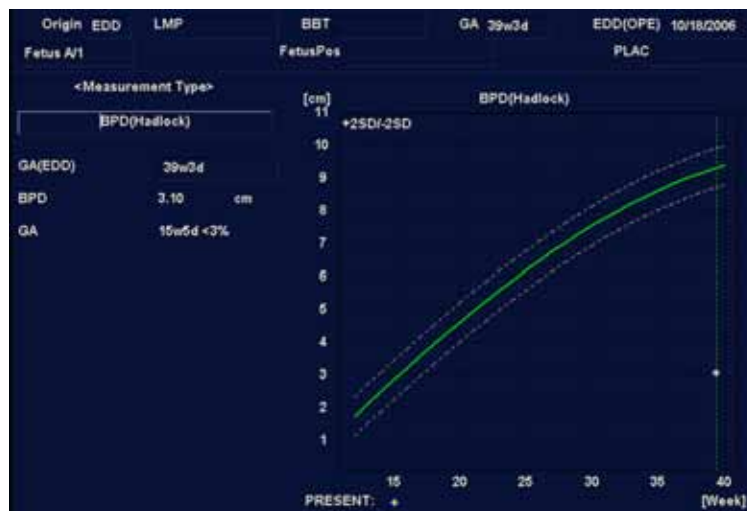 Origin EDD LMP BBT GA 39w3d EDD(OPE) 10/18/2006
Fetus A/1 FetusPos PLAC
<Measurement Type>
BPD(Hadlock)
GA(EDD) 39w3d
BPD 3.10 cm
GA 15w5d <3%
[cm] BPD(Hadlock)
+2SD/-2SD
11
10
9
8
7
6
5
4
3
2
1
15 20 25 30 35 40
PRESENT: + [Week]